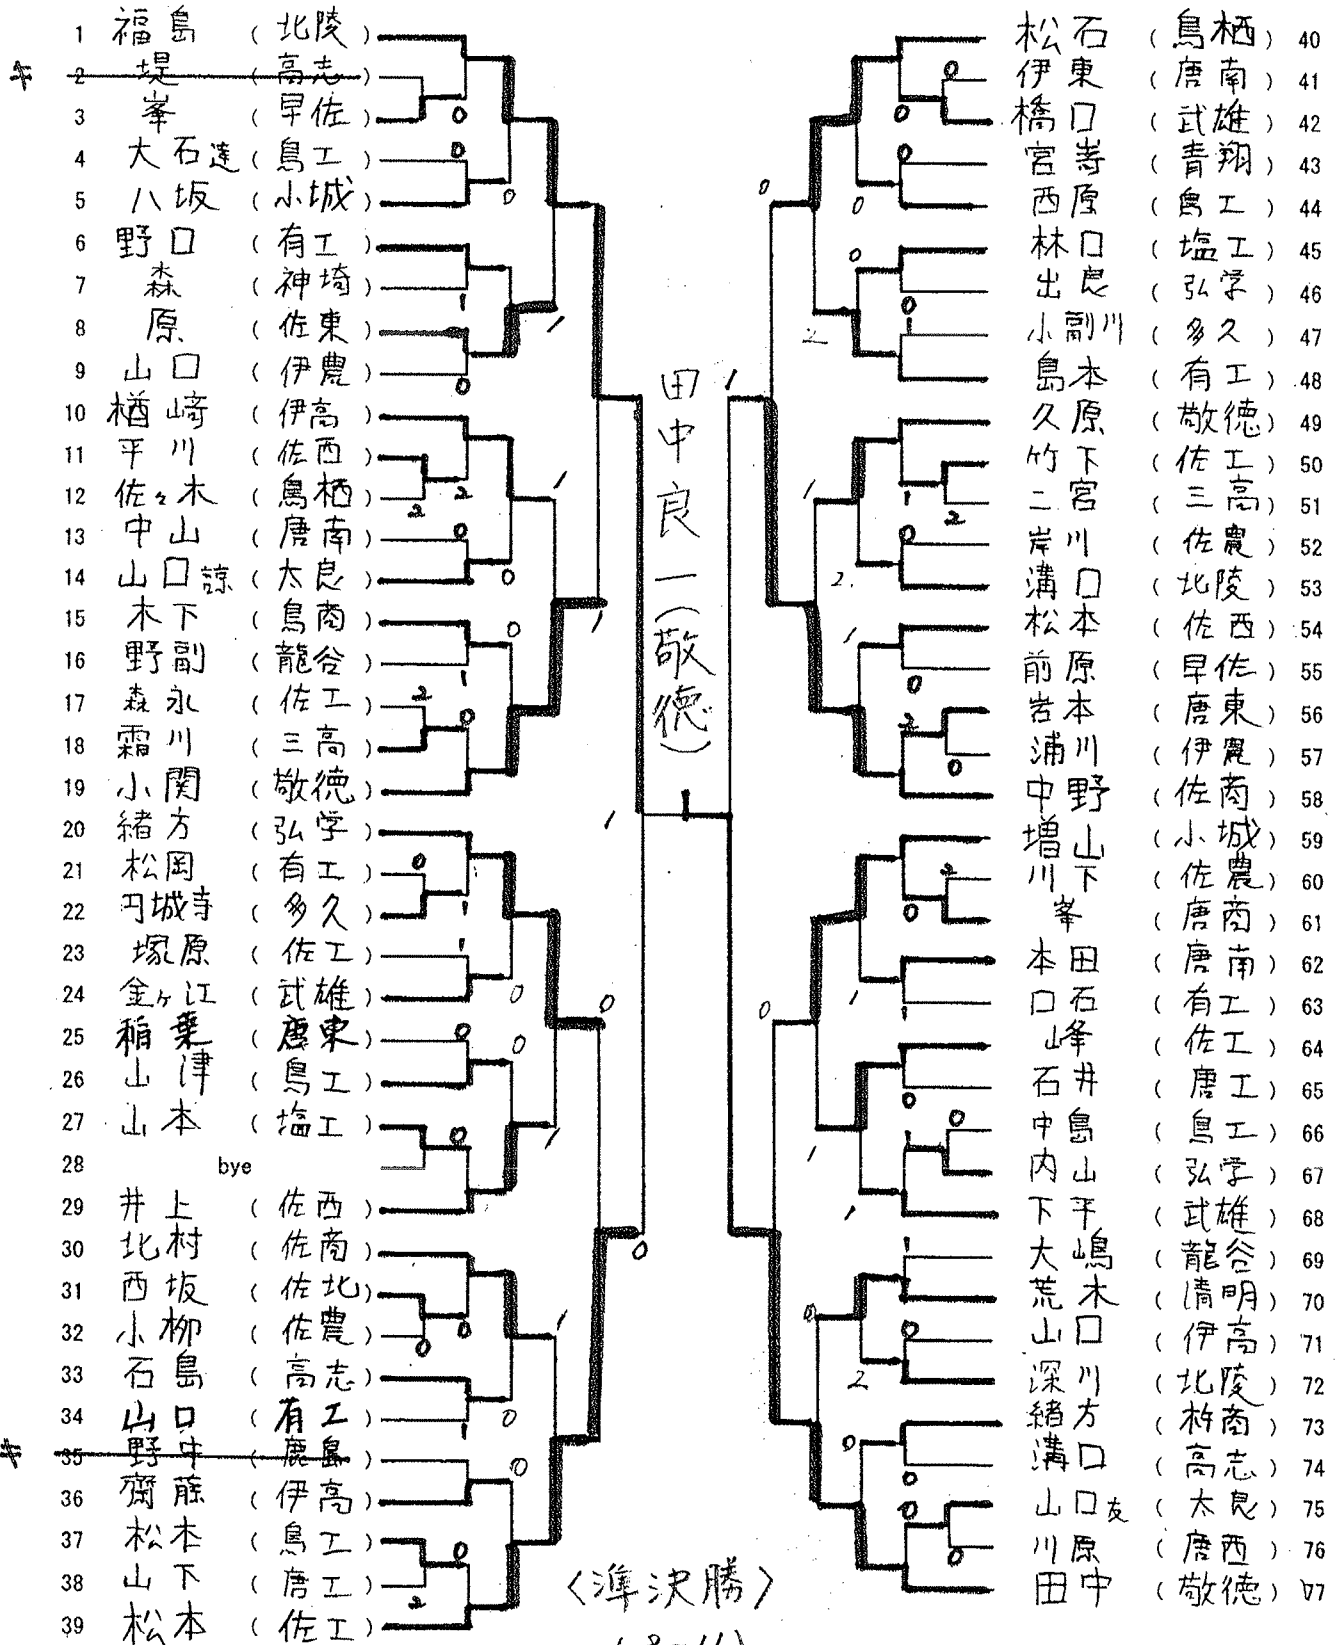 1 福島 (北陵)
キ 2 堤 (高志)
3 峯 (早佐)
4 大石達 (鳥工)
5 八坂 (小城)
6 野口 (有工)
7 森 (神埼)
8 原 (佐東)
9 山口 (伊農)
10 楢﨑 (伊高)
11 平川 (佐西)
12 佐々木 (鳥栖)
13 中山 (唐南)
14 山口諒 (太良)
15 木下 (鳥商)
16 野副 (龍谷)
17 森永 (佐工)
18 霜川 (三高)
19 小関 (敬徳)
20 緒方 (弘学)
21 松岡 (有工)
22 円城寺 (多久)
23 塚原 (佐工)
24 金ヶ江 (武雄)
25 稲葉 (唐東)
26 山津 (鳥工)
27 山本 (塩工)
28 bye
29 井上 (佐西)
30 北村 (佐商)
31 西坂 (佐北)
32 小柳 (佐農)
33 石島 (高志)
34 山口 (有工)
キ 35 野中 (鹿島)
36 齋藤 (伊高)
37 松本 (鳥工)
38 山下 (唐工)
39 松本 (佐工)
田中良一(敬徳)
<準決勝>
松石 (鳥栖) 40
伊東 (唐南) 41
橋口 (武雄) 42
宮嵜 (青翔) 43
西原 (鳥工) 44
林口 (塩工) 45
出良 (弘学) 46
小副川 (多久) 47
島本 (有工) 48
久原 (敬徳) 49
竹下 (佐工) 50
二宮 (三高) 51
岸川 (佐農) 52
溝口 (北陵) 53
松本 (佐西) 54
前原 (早佐) 55
岩本 (唐東) 56
浦川 (伊農) 57
中野 (佐商) 58
増山 (小城) 59
川下 (佐農) 60
峯 (唐商) 61
本田 (唐南) 62
口石 (有工) 63
峰 (佐工) 64
石井 (唐工) 65
中島 (鳥工) 66
内山 (弘学) 67
下平 (武雄) 68
大嶋 (龍谷) 69
荒木 (清明) 70
山口 (伊高) 71
深川 (北陵) 72
緒方 (杵商) 73
溝口 (高志) 74
山口友 (太良) 75
川原 (唐西) 76
田中 (敬徳) 77